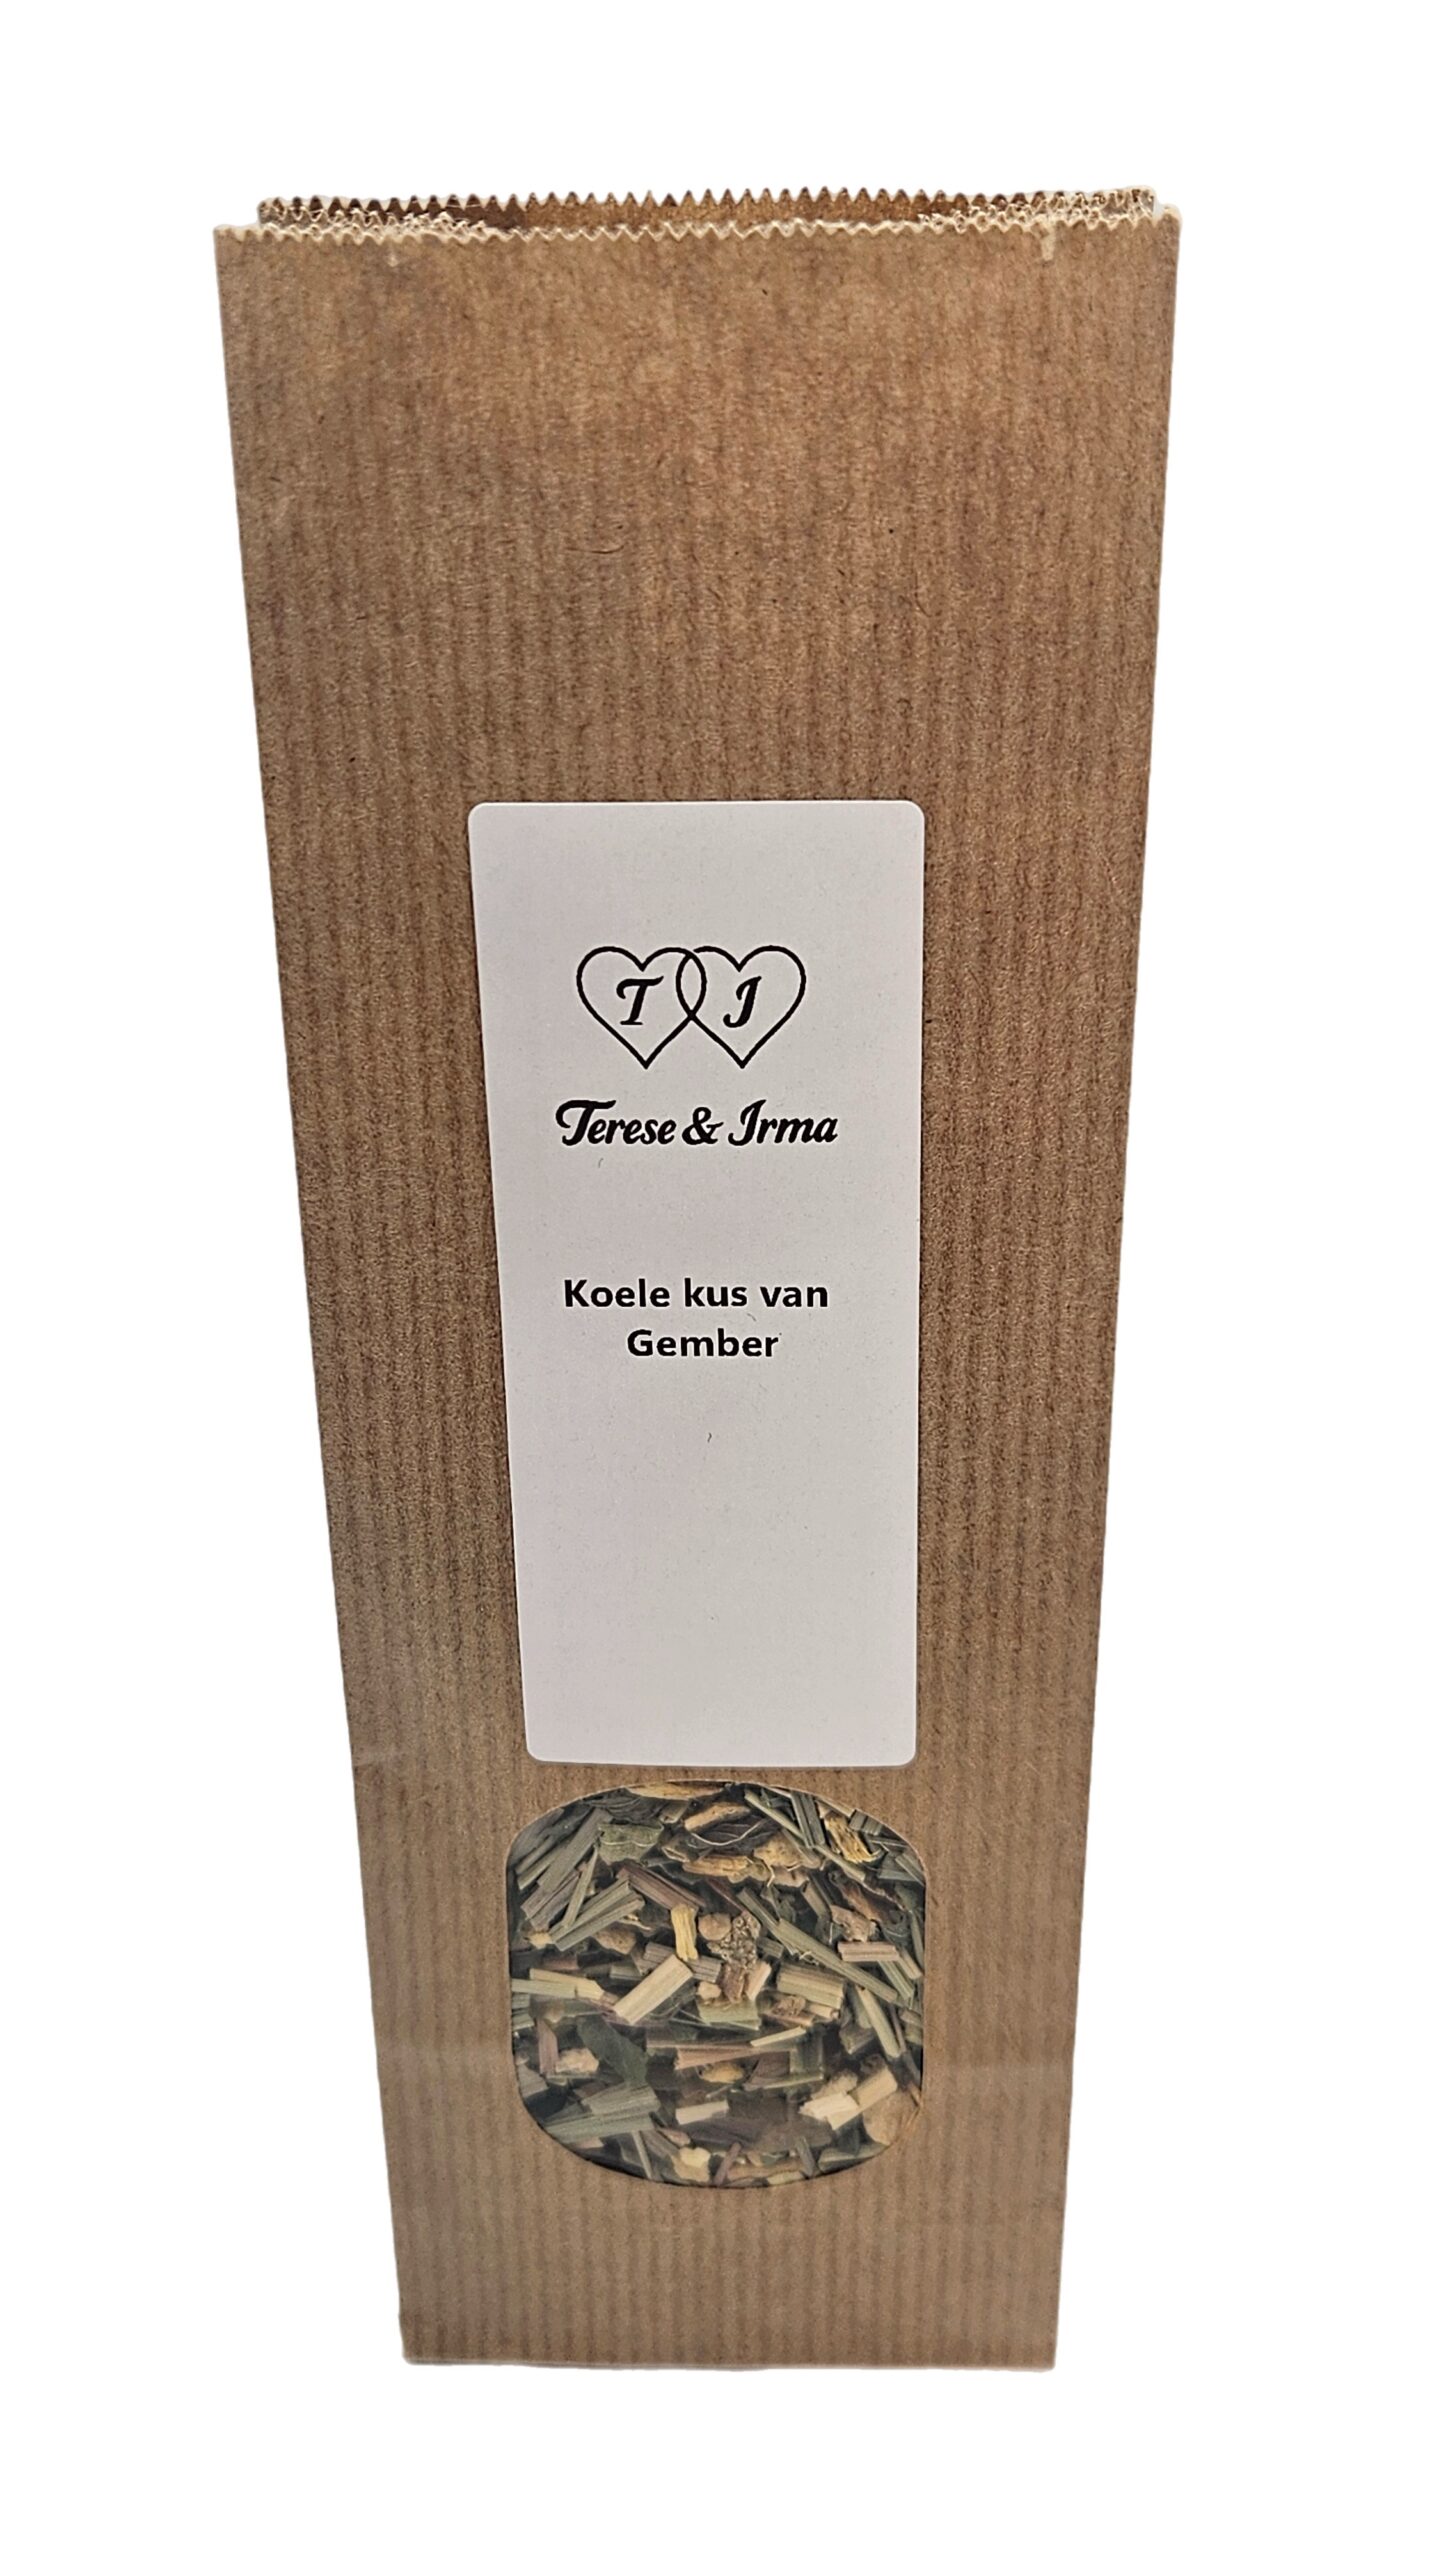 T J
Terese & Irma
Koele kus van
Gember